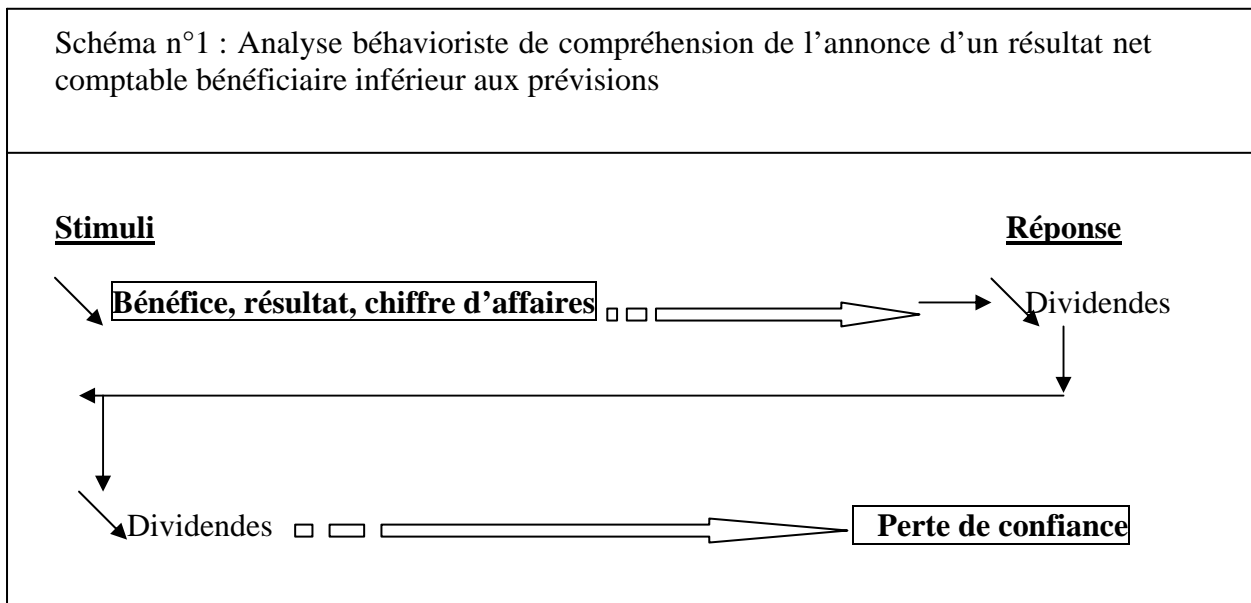 Schéma n°1 : Analyse béhavioriste de compréhension de l’annonce d’un résultat net
comptable bénéficiaire inférieur aux prévisions
Stimuli
Réponse
Bénéfice, résultat, chiffre d’affaires
Dividendes
Dividendes
Perte de confiance